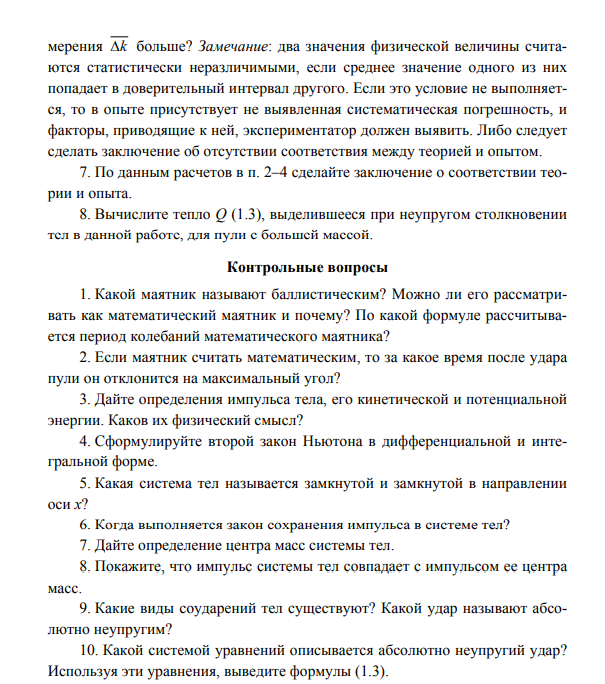 мерения Δk больше? Замечание: два значения физической величины счита-
ются статистически неразличимыми, если среднее значение одного из них
попадает в доверительный интервал другого. Если это условие не выполняет-
ся, то в опыте присутствует не выявленная систематическая погрешность, и
факторы, приводящие к ней, экспериментатор должен выявить. Либо следует
сделать заключение об отсутствии соответствия между теорией и опытом.
7. По данным расчетов в п. 2–4 сделайте заключение о соответствии тео-
рии и опыта.
8. Вычислите тепло Q (1.3), выделившееся при неупругом столкновении
тел в данной работе, для пули с большей массой.
Контрольные вопросы
1. Какой маятник называют баллистическим? Можно ли его рассматри-
вать как математический маятник и почему? По какой формуле рассчитыва-
ется период колебаний математического маятника?
2. Если маятник считать математическим, то за какое время после удара
пули он отклонится на максимальный угол?
3. Дайте определения импульса тела, его кинетической и потенциальной
энергии. Каков их физический смысл?
4. Сформулируйте второй закон Ньютона в дифференциальной и инте-
гральной форме.
5. Какая система тел называется замкнутой и замкнутой в направлении
оси x?
6. Когда выполняется закон сохранения импульса в системе тел?
7. Дайте определение центра масс системы тел.
8. Покажите, что импульс системы тел совпадает с импульсом ее центра
масс.
9. Какие виды соударений тел существуют? Какой удар называют абсо-
лютно неупругим?
10. Какой системой уравнений описывается абсолютно неупругий удар?
Используя эти уравнения, выведите формулы (1.3).